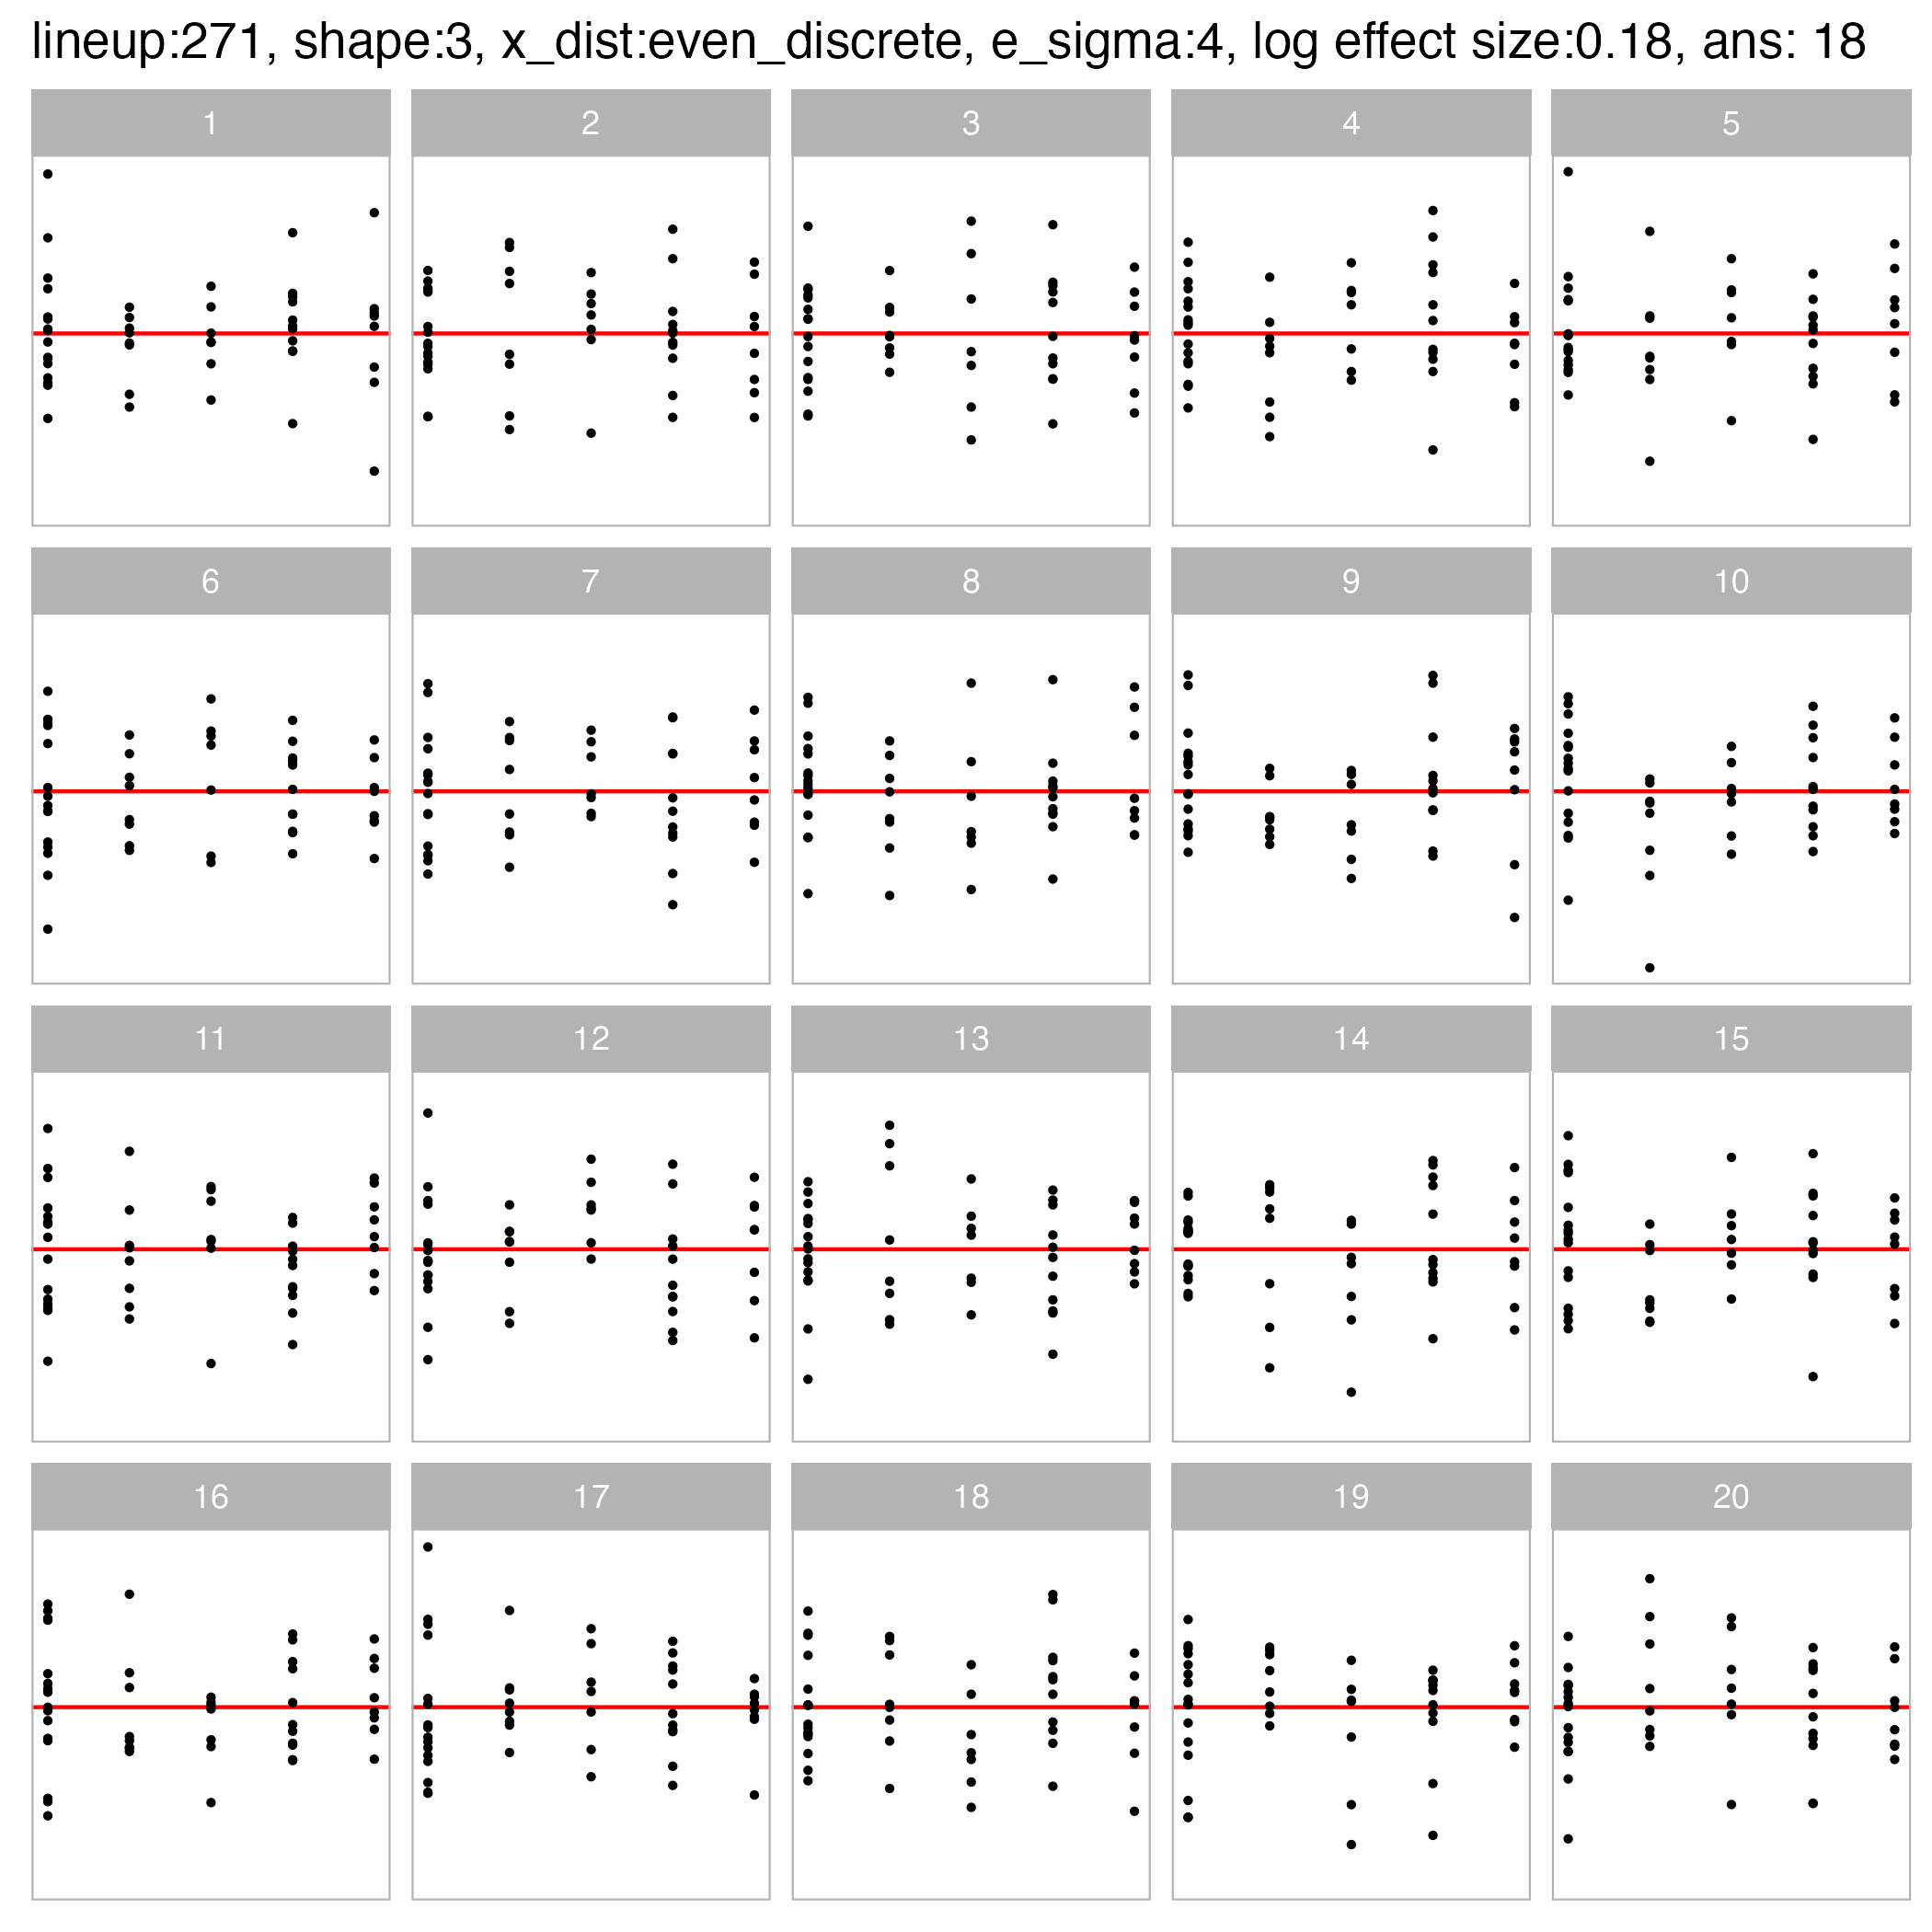 lineup:271, shape:3, x_dist:even_discrete, e_sigma:4, log effect size:0.18, ans: 18
1 2 3 4 5
6 7 8 9 10
11 12 13 14 15
16 17 18 19 20